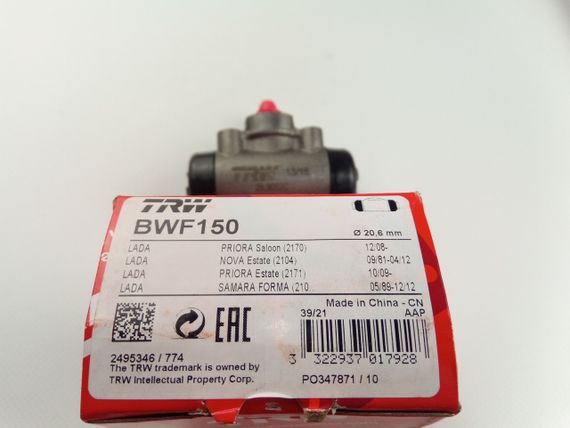 TRW
BWF150
Ø 20,6 mm
LADA PRIORA Saloon (2170) 12/08-
LADA NOVA Estate (2104) 09/81-04/12
LADA PRIORA Estate (2171) 10/09-
LADA SAMARA FORMA (210... 05/89-12/12
Made in China - CN
39/21 AAP
EAC
2495346 / 774
The TRW trademark is owned by
TRW Intellectual Property Corp.
3 322937 017928
PO347871 / 10